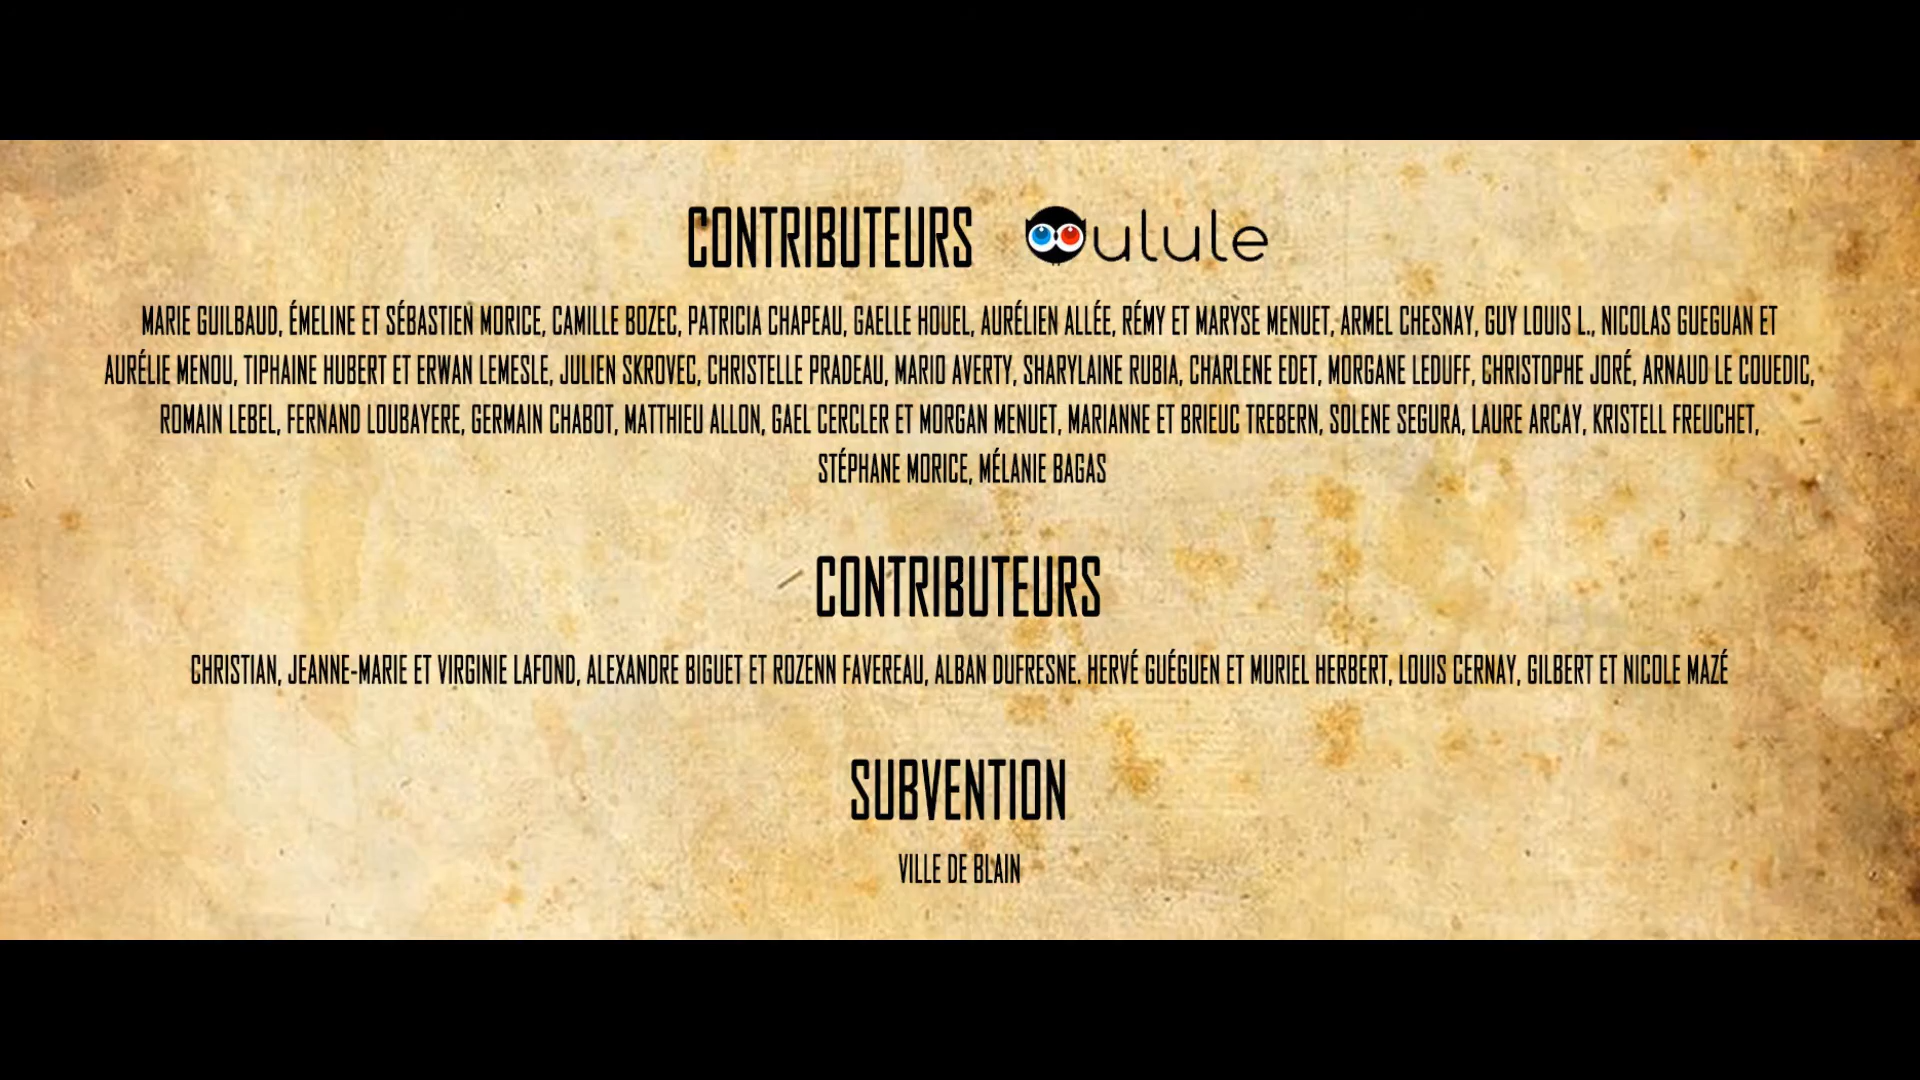 CONTRIBUTEURS ulule
MARIE GUILBAUD, ÉMELINE ET SÉBASTIEN MORICE, CAMILLE BOZEC, PATRICIA CHAPEAU, GAELLE HOUEL, AURÉLIEN ALLÉE, RÉMY ET MARYSE MENUET, ARMEL CHESNAY, GUY LOUIS L., NICOLAS GUEGUAN ET
AURÉLIE MENOU, TIPHAINE HUBERT ET ERWAN LEMESLE, JULIEN SKROVEC, CHRISTELLE PRADEAU, MARIO AVERTY, SHARYLAINE RUBIA, CHARLENE EDET, MORGANE LEDUFF, CHRISTOPHE JORÉ, ARNAUD LE COUEDIC,
ROMAIN LEBEL, FERNAND LOUBAYERE, GERMAIN CHABOT, MATTHIEU ALLON, GAEL CERCLER ET MORGAN MENUET, MARIANNE ET BRIEUC TREBERN, SOLENE SEGURA, LAURE ARCAY, KRISTELL FREUCHET,
STÉPHANE MORICE, MÉLANIE BAGAS
CONTRIBUTEURS
CHRISTIAN, JEANNE-MARIE ET VIRGINIE LAFOND, ALEXANDRE BIGUET ET ROZENN FAVEREAU, ALBAN DUFRESNE. HERVÉ GUÉGUEN ET MURIEL HERBERT, LOUIS CERNAY, GILBERT ET NICOLE MAZÉ
SUBVENTION
VILLE DE BLAIN